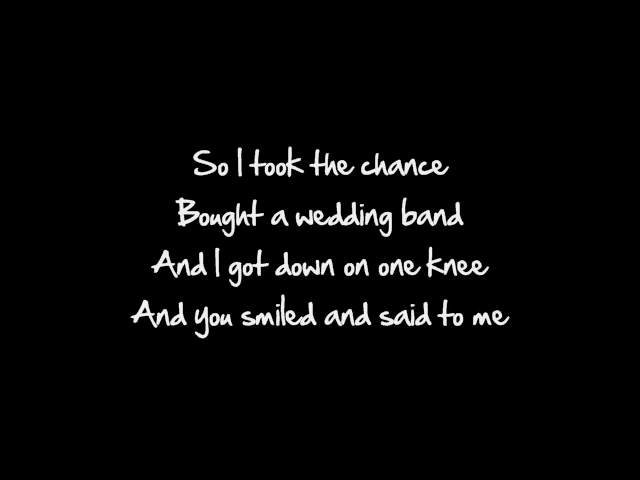 So I took the chance
Bought a wedding band
And I got down on one knee
And you smiled and said to me